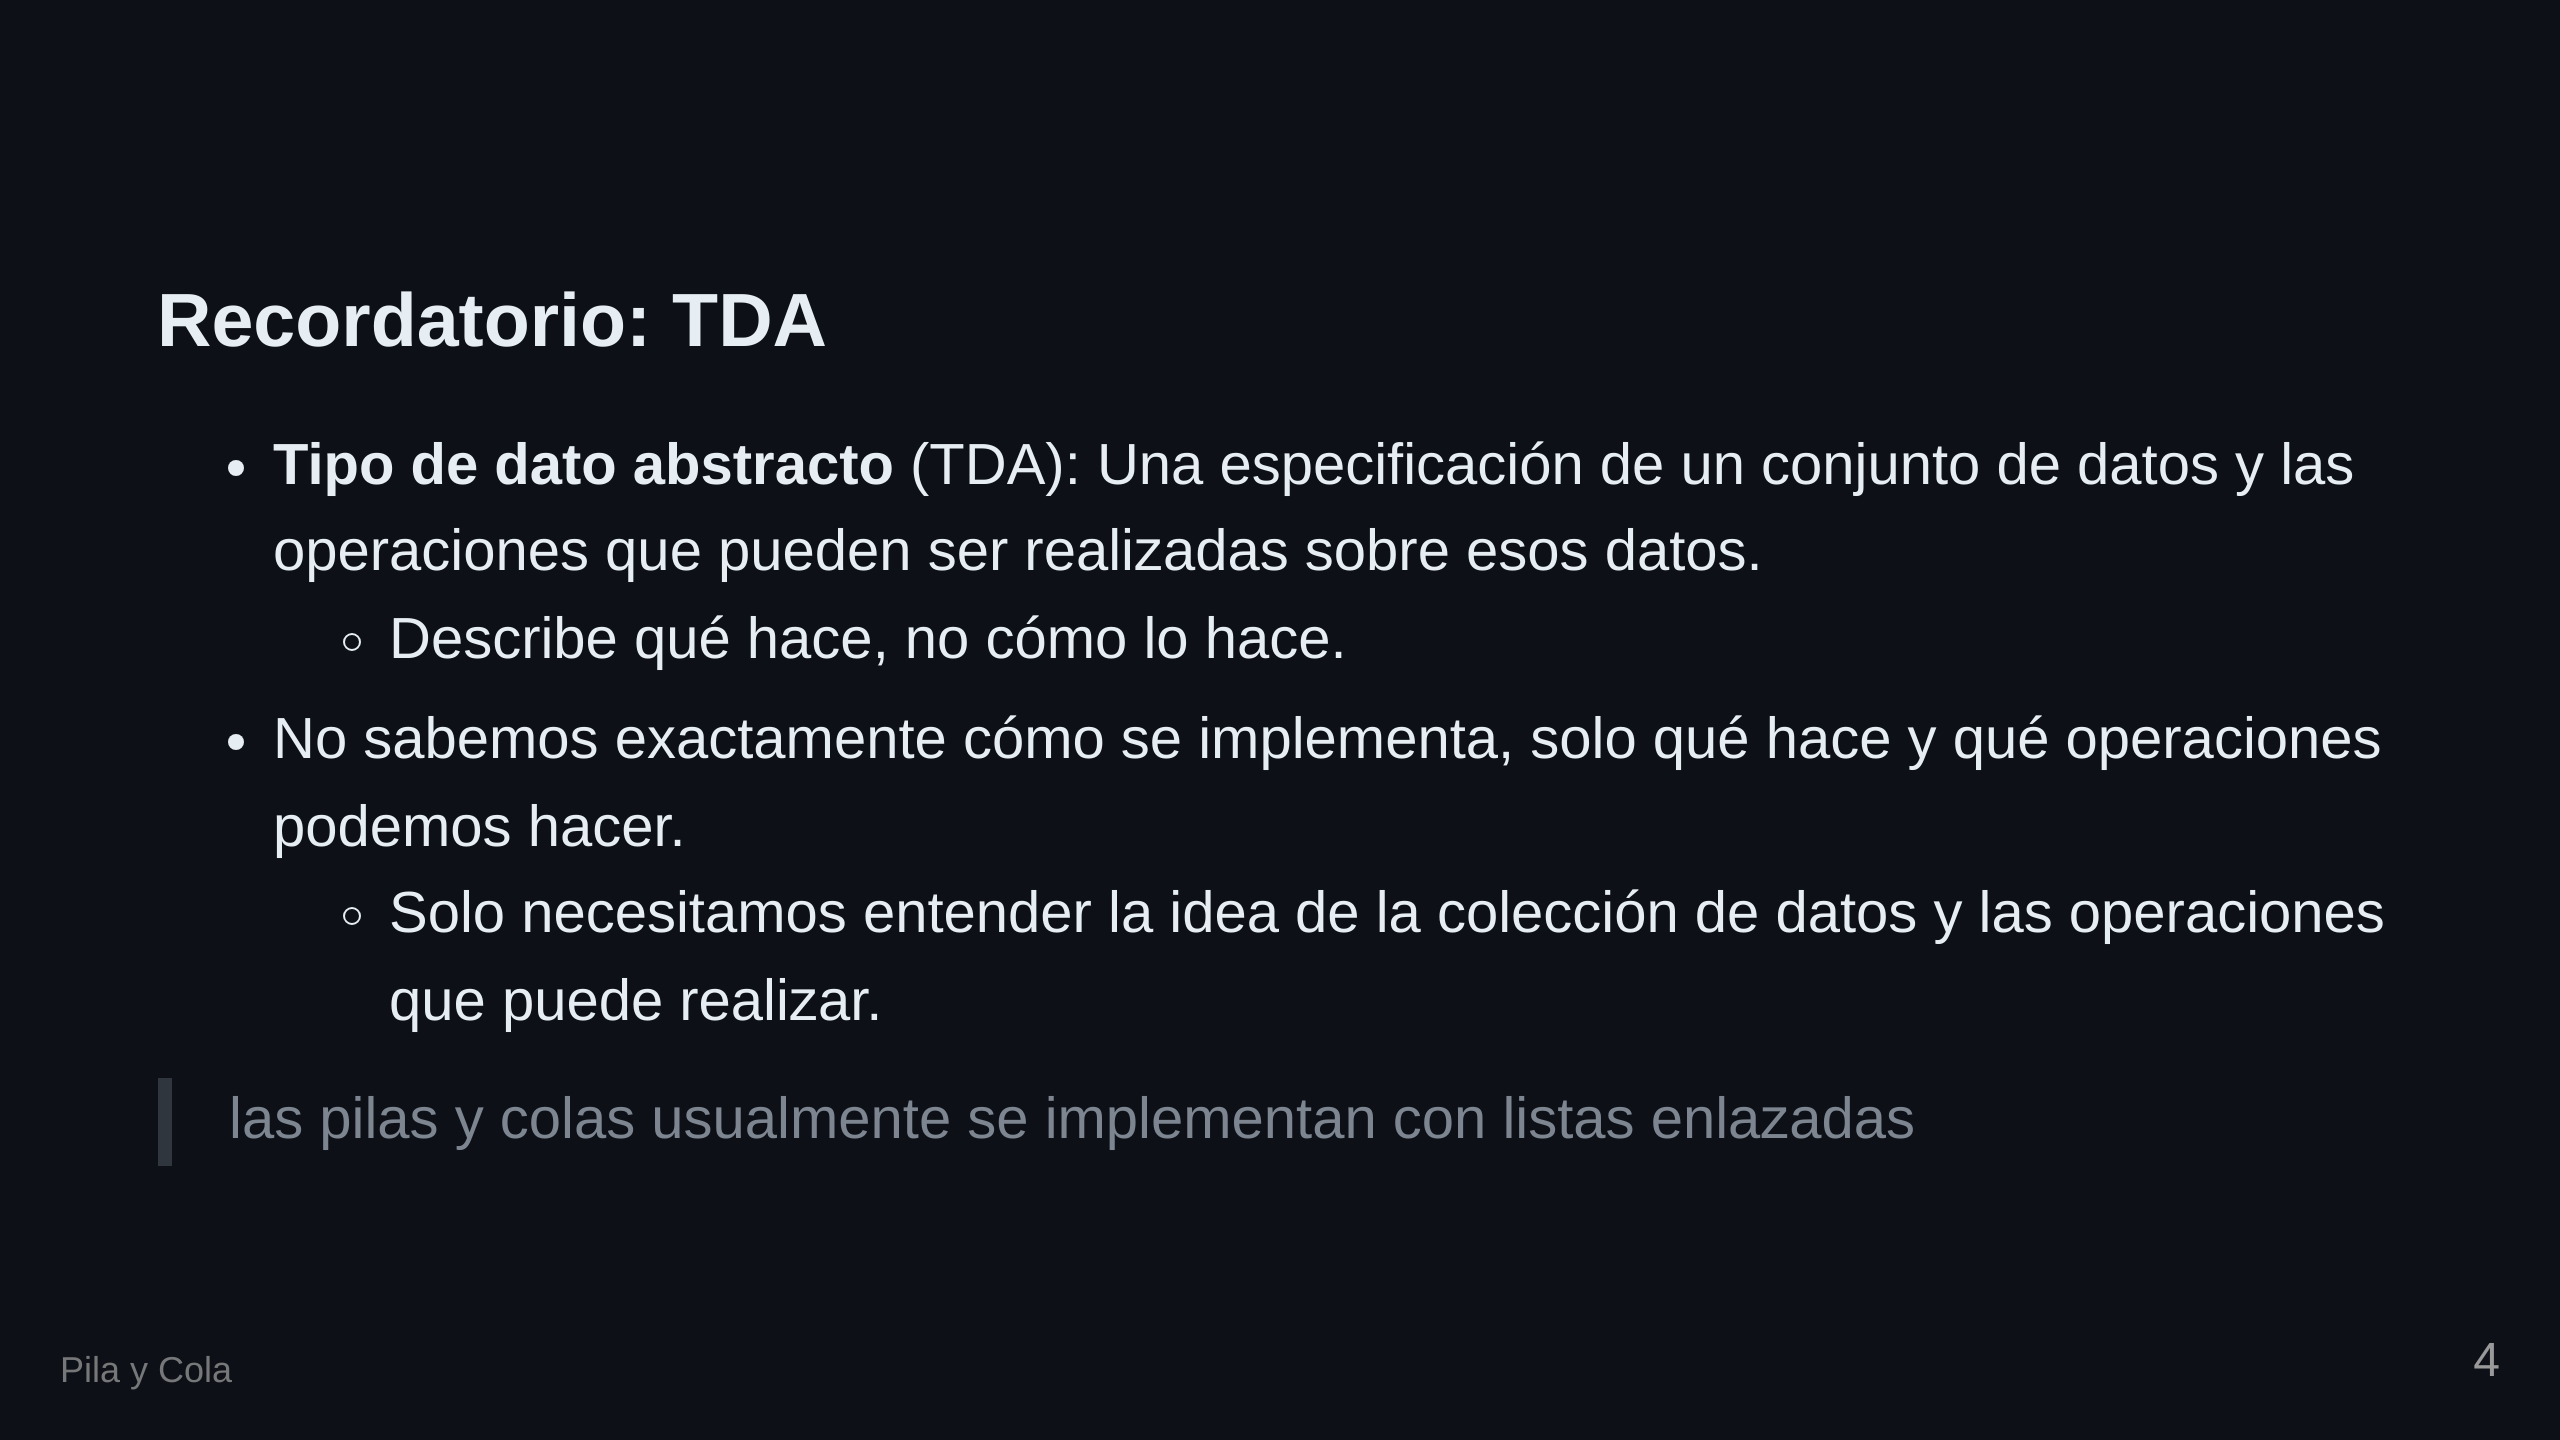 Recordatorio: TDA
Tipo de dato abstracto (TDA): Una especificación de un conjunto de datos y las
operaciones que pueden ser realizadas sobre esos datos.
Describe qué hace, no cómo lo hace.
No sabemos exactamente cómo se implementa, solo qué hace y qué operaciones
podemos hacer.
Solo necesitamos entender la idea de la colección de datos y las operaciones
que puede realizar.
las pilas y colas usualmente se implementan con listas enlazadas
Pila y Cola
4